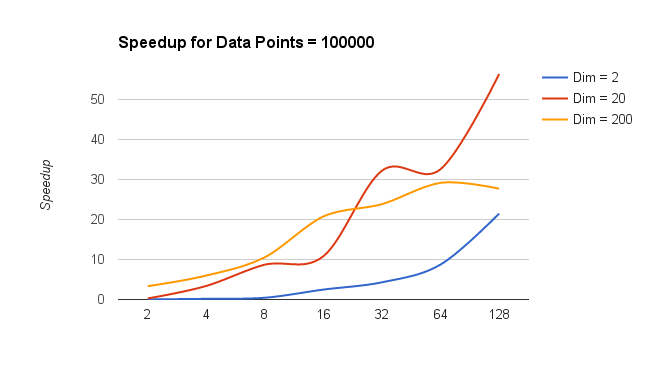 Speedup for Data Points = 100000
Dim = 2
Dim = 20
Dim = 200
Speedup
50
40
30
20
10
0
2 4 8 16 32 64 128